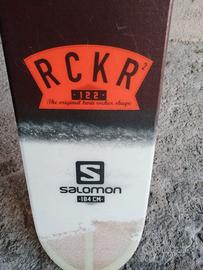 RCKR²
·122·
The original twin rocker shape
S
salomon
·184 CM·